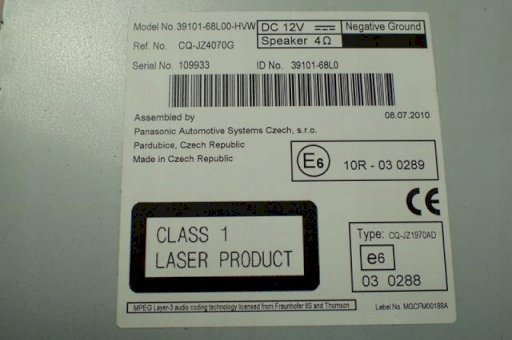 Model No.39101-68L00-HVW DC 12V Negative Ground
Ref. No. CQ-JZ4070G Speaker 4Ω
Serial No. 109933 ID No. 39101-68L0
Assembled by 08.07.2010
Panasonic Automotive Systems Czech, s.r.o.
Pardubice, Czech Republic
Made in Czech Republic
E6 10R - 03 0289
CE
CLASS 1
LASER PRODUCT
Type: CQ-JZ1970AD
e6
03 0288
MPEG Layer-3 audio coding technology licensed from Fraunhofer IIS and Thomson
Label No. MGCFM00188A